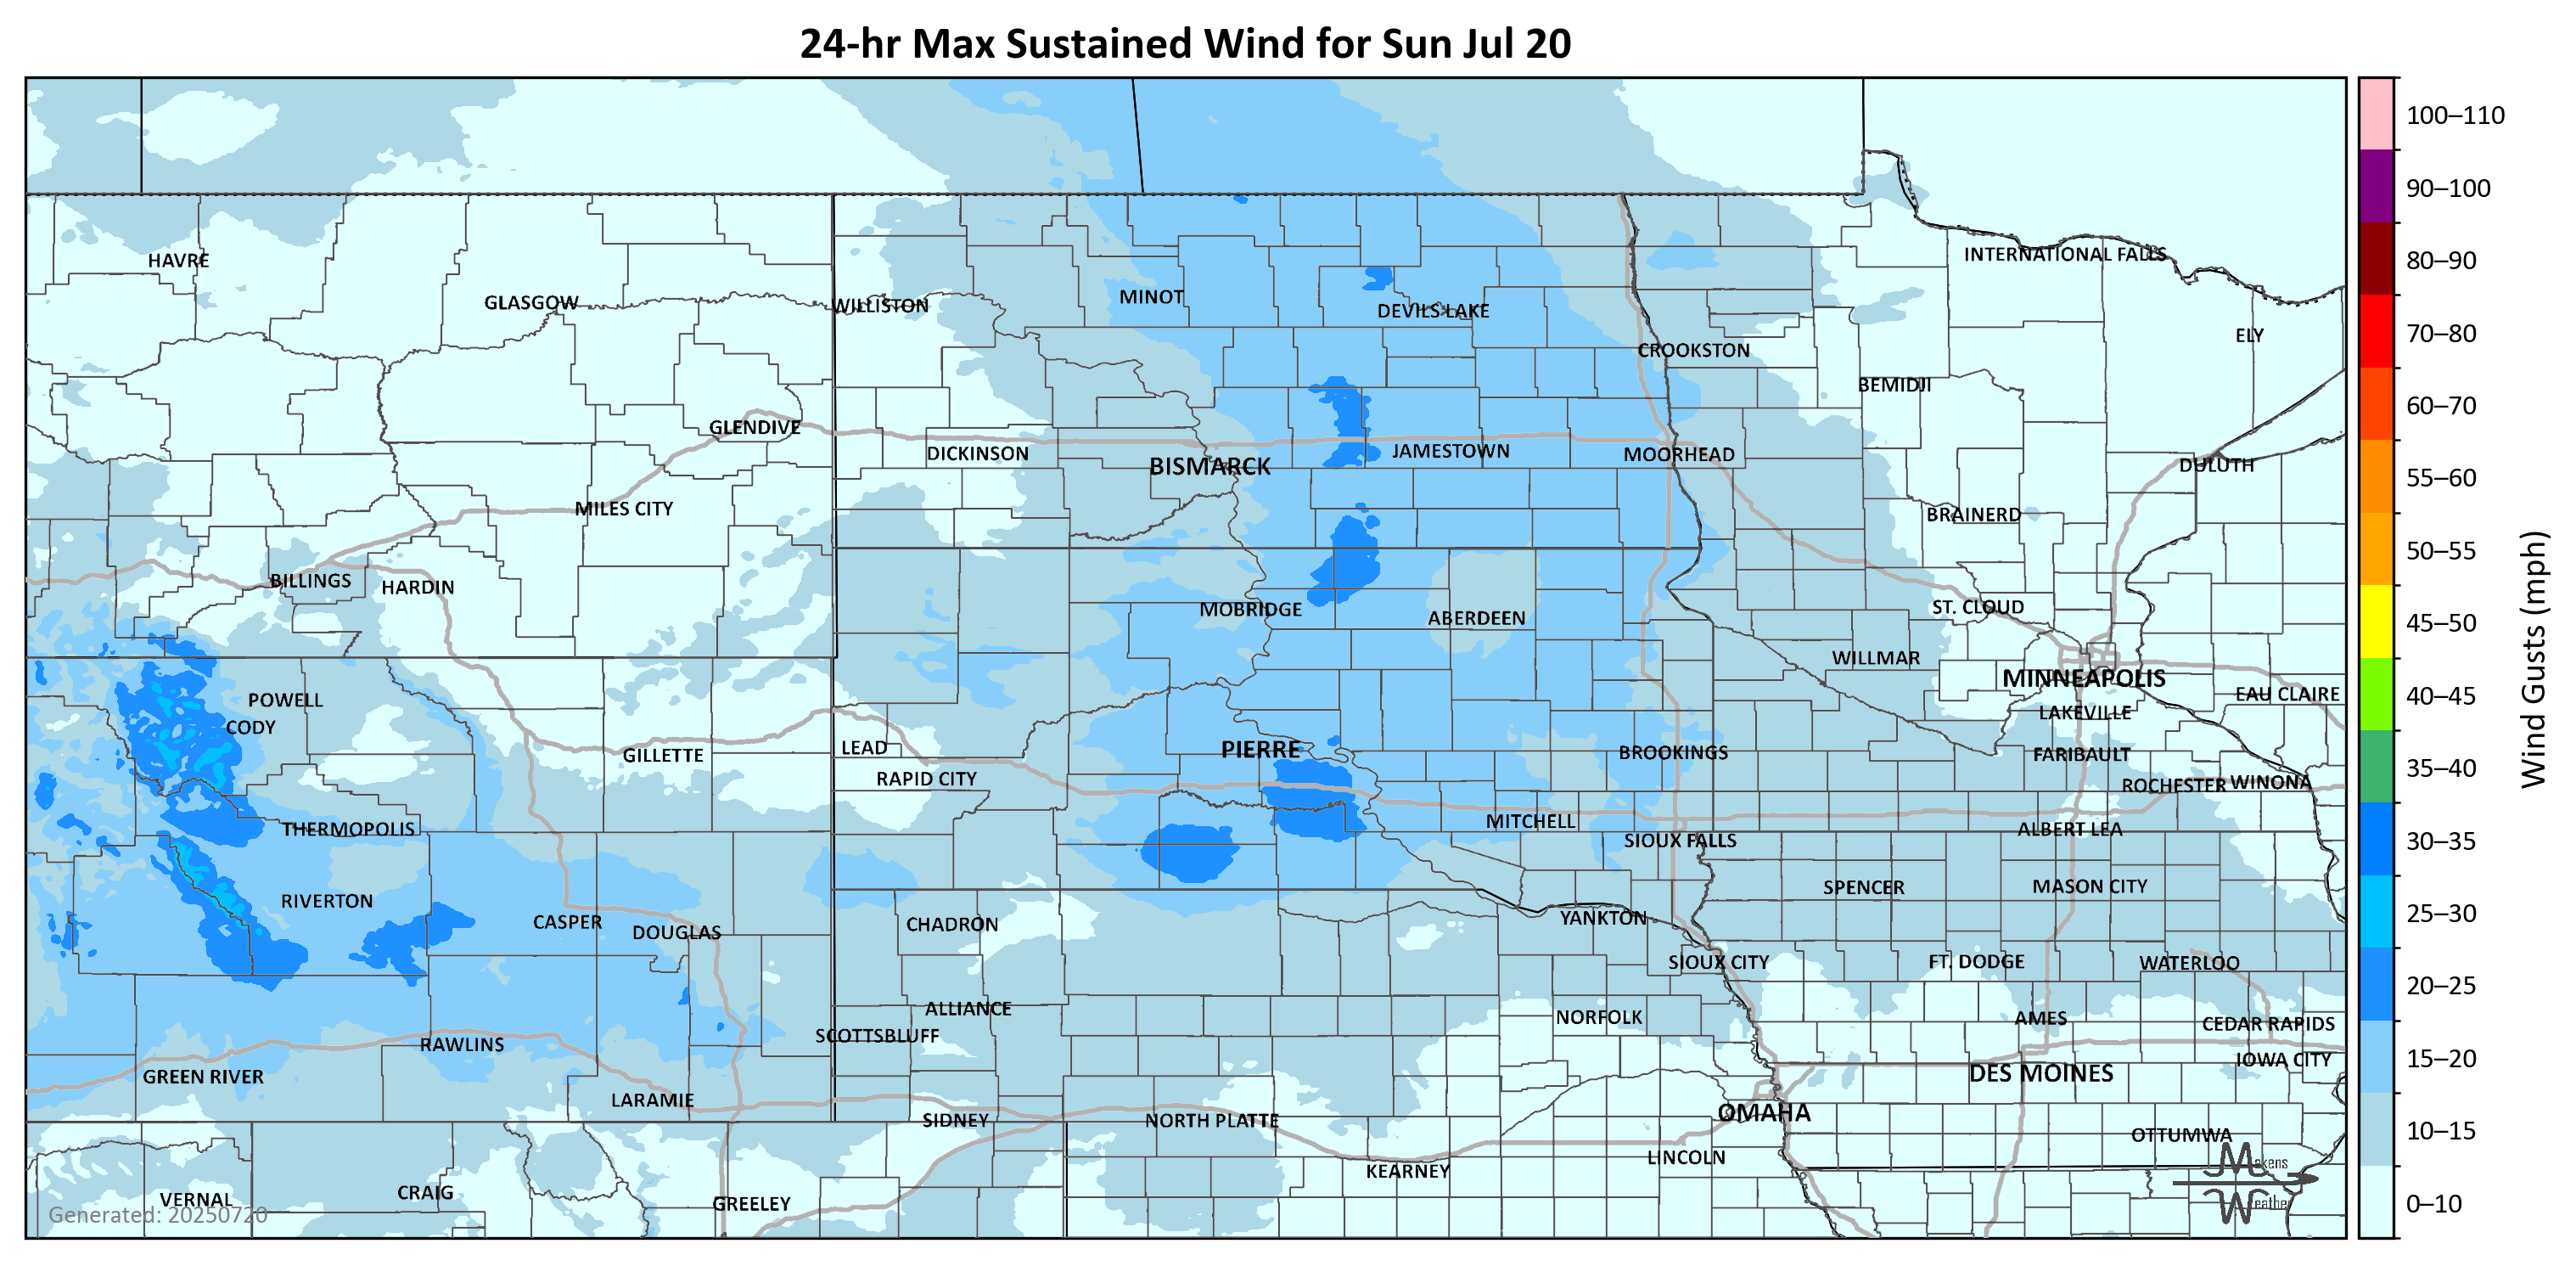 24-hr Max Sustained Wind for Sun Jul 20
100–110
90–100
80–90
70–80
60–70
55–60
50–55
45–50
40–45
35–40
30–35
25–30
20–25
15–20
10–15
0–10
Wind Gusts (mph)
HAVRE
GLASGOW
WILLISTON
MINOT
DEVILS LAKE
INTERNATIONAL FALLS
ELY
CROOKSTON
BEMIDJI
GLENDIVE
DICKINSON
BISMARCK
JAMESTOWN
MOORHEAD
DULUTH
MILES CITY
BRAINERD
BILLINGS
HARDIN
MOBRIDGE
ABERDEEN
ST. CLOUD
WILLMAR
MINNEAPOLIS
EAU CLAIRE
POWELL
CODY
LAKEVILLE
GILLETTE
LEAD
PIERRE
BROOKINGS
FARIBAULT
RAPID CITY
ROCHESTER
WINONA
THERMOPOLIS
MITCHELL
SIOUX FALLS
ALBERT LEA
RIVERTON
SPENCER
MASON CITY
CASPER
DOUGLAS
CHADRON
YANKTON
SIOUX CITY
FT. DODGE
WATERLOO
ALLIANCE
NORFOLK
AMES
CEDAR RAPIDS
SCOTTSBLUFF
RAWLINS
IOWA CITY
GREEN RIVER
DES MOINES
LARAMIE
SIDNEY
NORTH PLATTE
OMAHA
OTTUMWA
KEARNEY
LINCOLN
VERNAL
CRAIG
GREELEY
Generated: 20250720
Makens
Weather